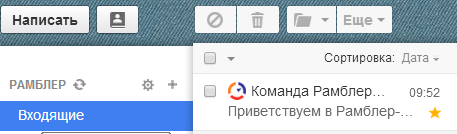 Написать
Еще
Сортировка: Дата
РАМБЛЕР
Команда Рамблер... 09:52
Входящие
Приветствуем в Рамблер-...